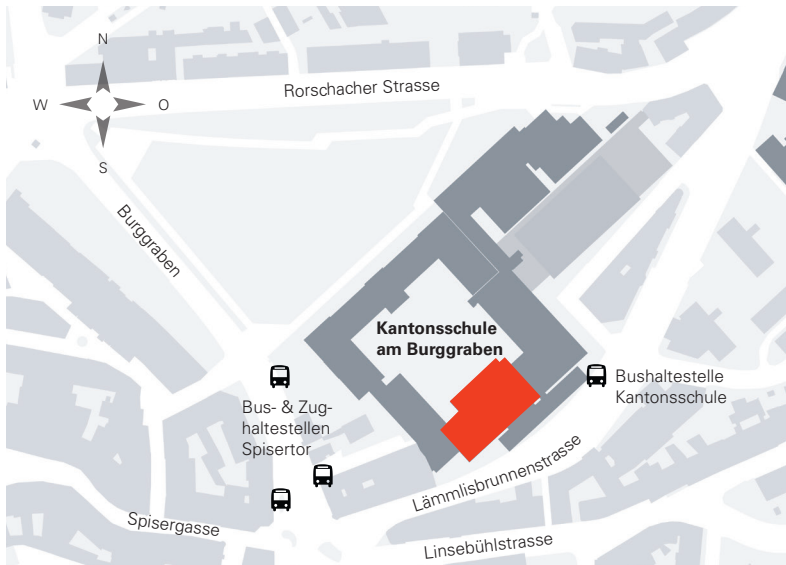 N
W
O
S
Rorschacher Strasse
Burggraben
Kantonsschule
am Burggraben
Bus- & Zug-
haltestellen
Spisertor
Bushaltestelle
Kantonsschule
Lämmlisbrunnenstrasse
Spisergasse
Linsebühlstrasse